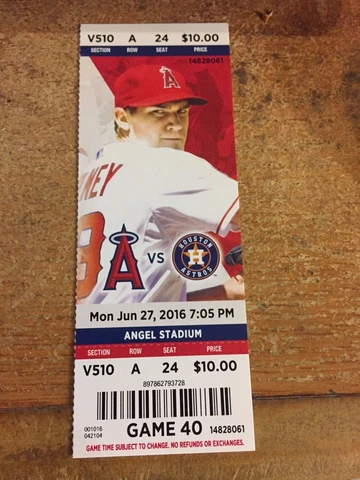 V510 A 24 $10.00
SECTION ROW SEAT PRICE
14828061
NEY
A
A VS HOUSTON ASTROS H
Mon Jun 27, 2016 7:05 PM
ANGEL STADIUM
SECTION ROW SEAT PRICE
V510 A 24 $10.00
897862793728
001016
042104
GAME 40 14828061
GAME TIME SUBJECT TO CHANGE. NO REFUNDS OR EXCHANGES.